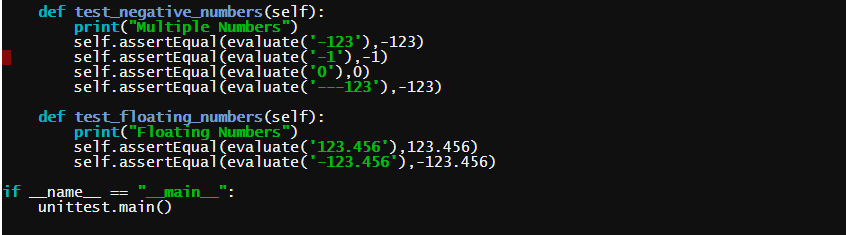 def test_negative_numbers(self):
print("Multiple Numbers")
self.assertEqual(evaluate('-123'),-123)
self.assertEqual(evaluate('-1'),-1)
self.assertEqual(evaluate('0'),0)
self.assertEqual(evaluate('---123'),-123)
def test_floating_numbers(self):
print("Floating Numbers")
self.assertEqual(evaluate('123.456'),123.456)
self.assertEqual(evaluate('-123.456'),-123.456)
if __name__ == "__main__":
unittest.main()